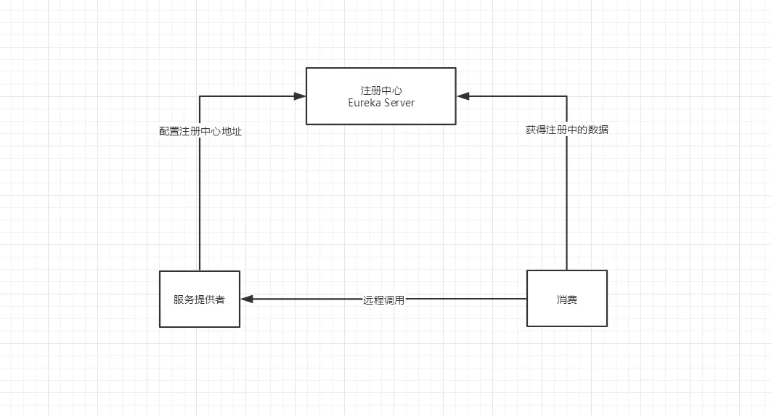 注册中心
Eureka Server
配置注册中心地址
获得注册中的数据
服务提供者
远程调用
消费